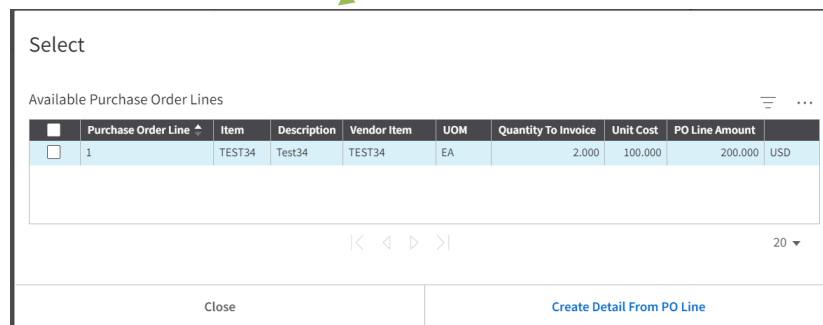 Select
Available Purchase Order Lines
Purchase Order Line Item Description Vendor Item UOM Quantity To Invoice Unit Cost PO Line Amount
1 TEST34 Test34 TEST34 EA 2.000 100.000 200.000 USD
20
Close Create Detail From PO Line